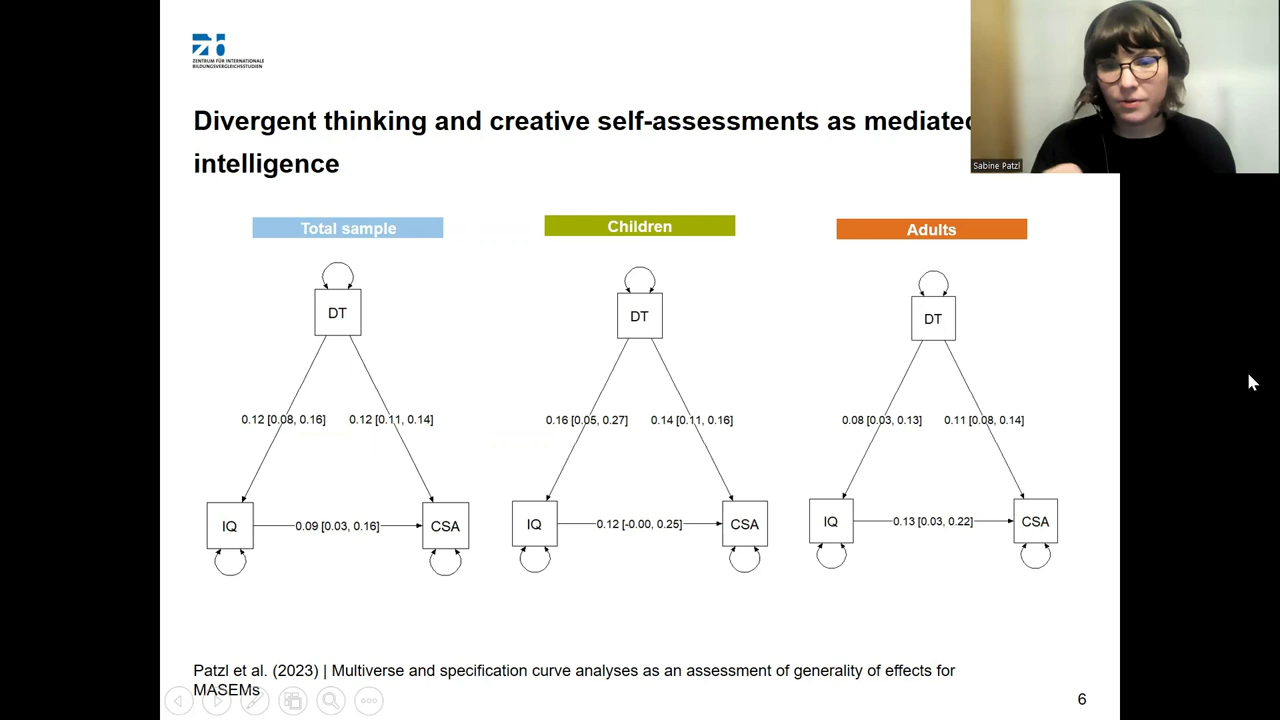 ZENTRUM FÜR INTERNATIONALE
BILDUNGSVERGLEICHSSTUDIEN
Sabine Patzl
Divergent thinking and creative self-assessments as mediated
intelligence
Total sample
Children
Adults
DT
DT
DT
0.12 [0.08, 0.16]
0.12 [0.11, 0.14]
0.16 [0.05, 0.27]
0.14 [0.11, 0.16]
0.08 [0.03, 0.13]
0.11 [0.08, 0.14]
IQ
0.09 [0.03, 0.16]
CSA
IQ
0.12 [-0.00, 0.25]
CSA
IQ
0.13 [0.03, 0.22]
CSA
Patzl et al. (2023) | Multiverse and specification curve analyses as an assessment of generality of effects for
MASEMs
6